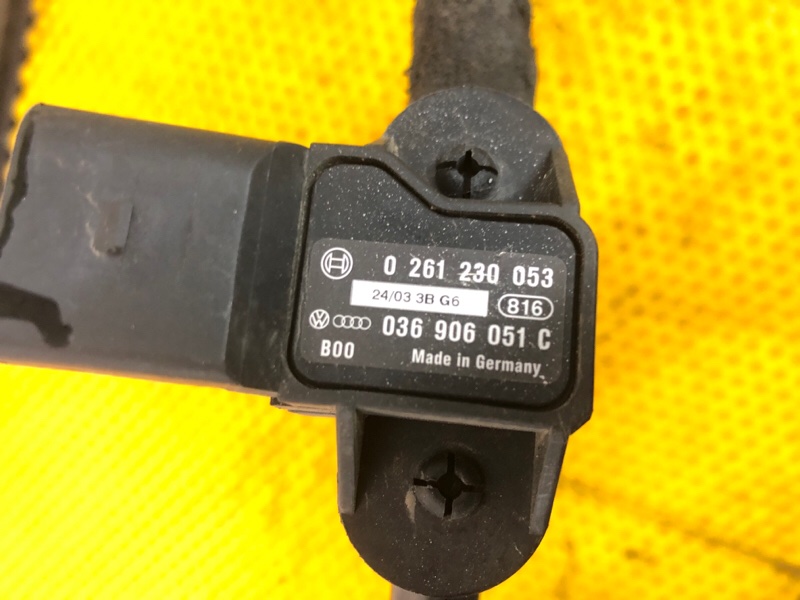 0 261 230 053
24/03 3B G6 816
036 906 051 C
B00 Made in Germany